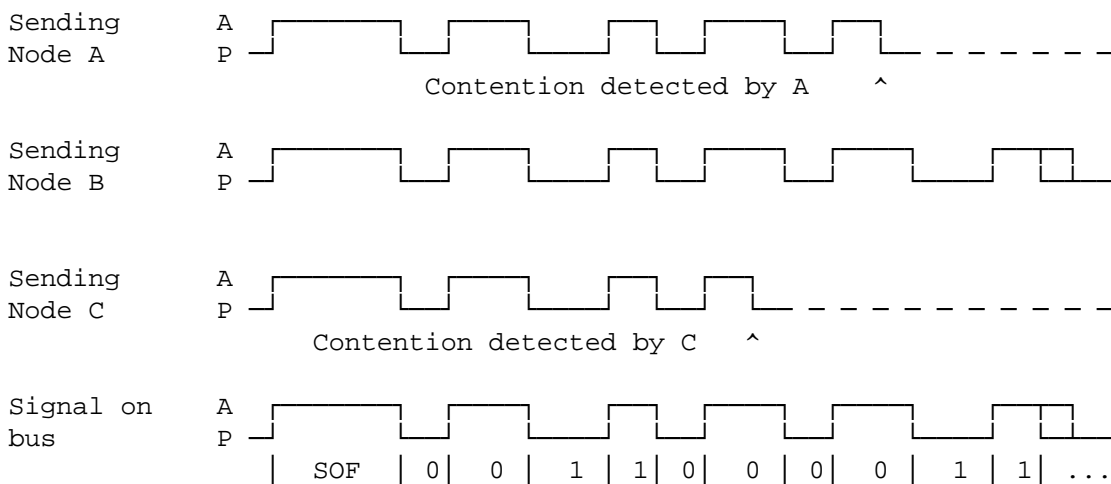 Sending A
Node A P
Contention detected by A ^
Sending A
Node B P
Sending A
Node C P
Contention detected by C ^
Signal on A
bus P
| SOF | 0 | 0 | 1 | 1 | 0 | 0 | 0 | 0 | 1 | 1 | ...